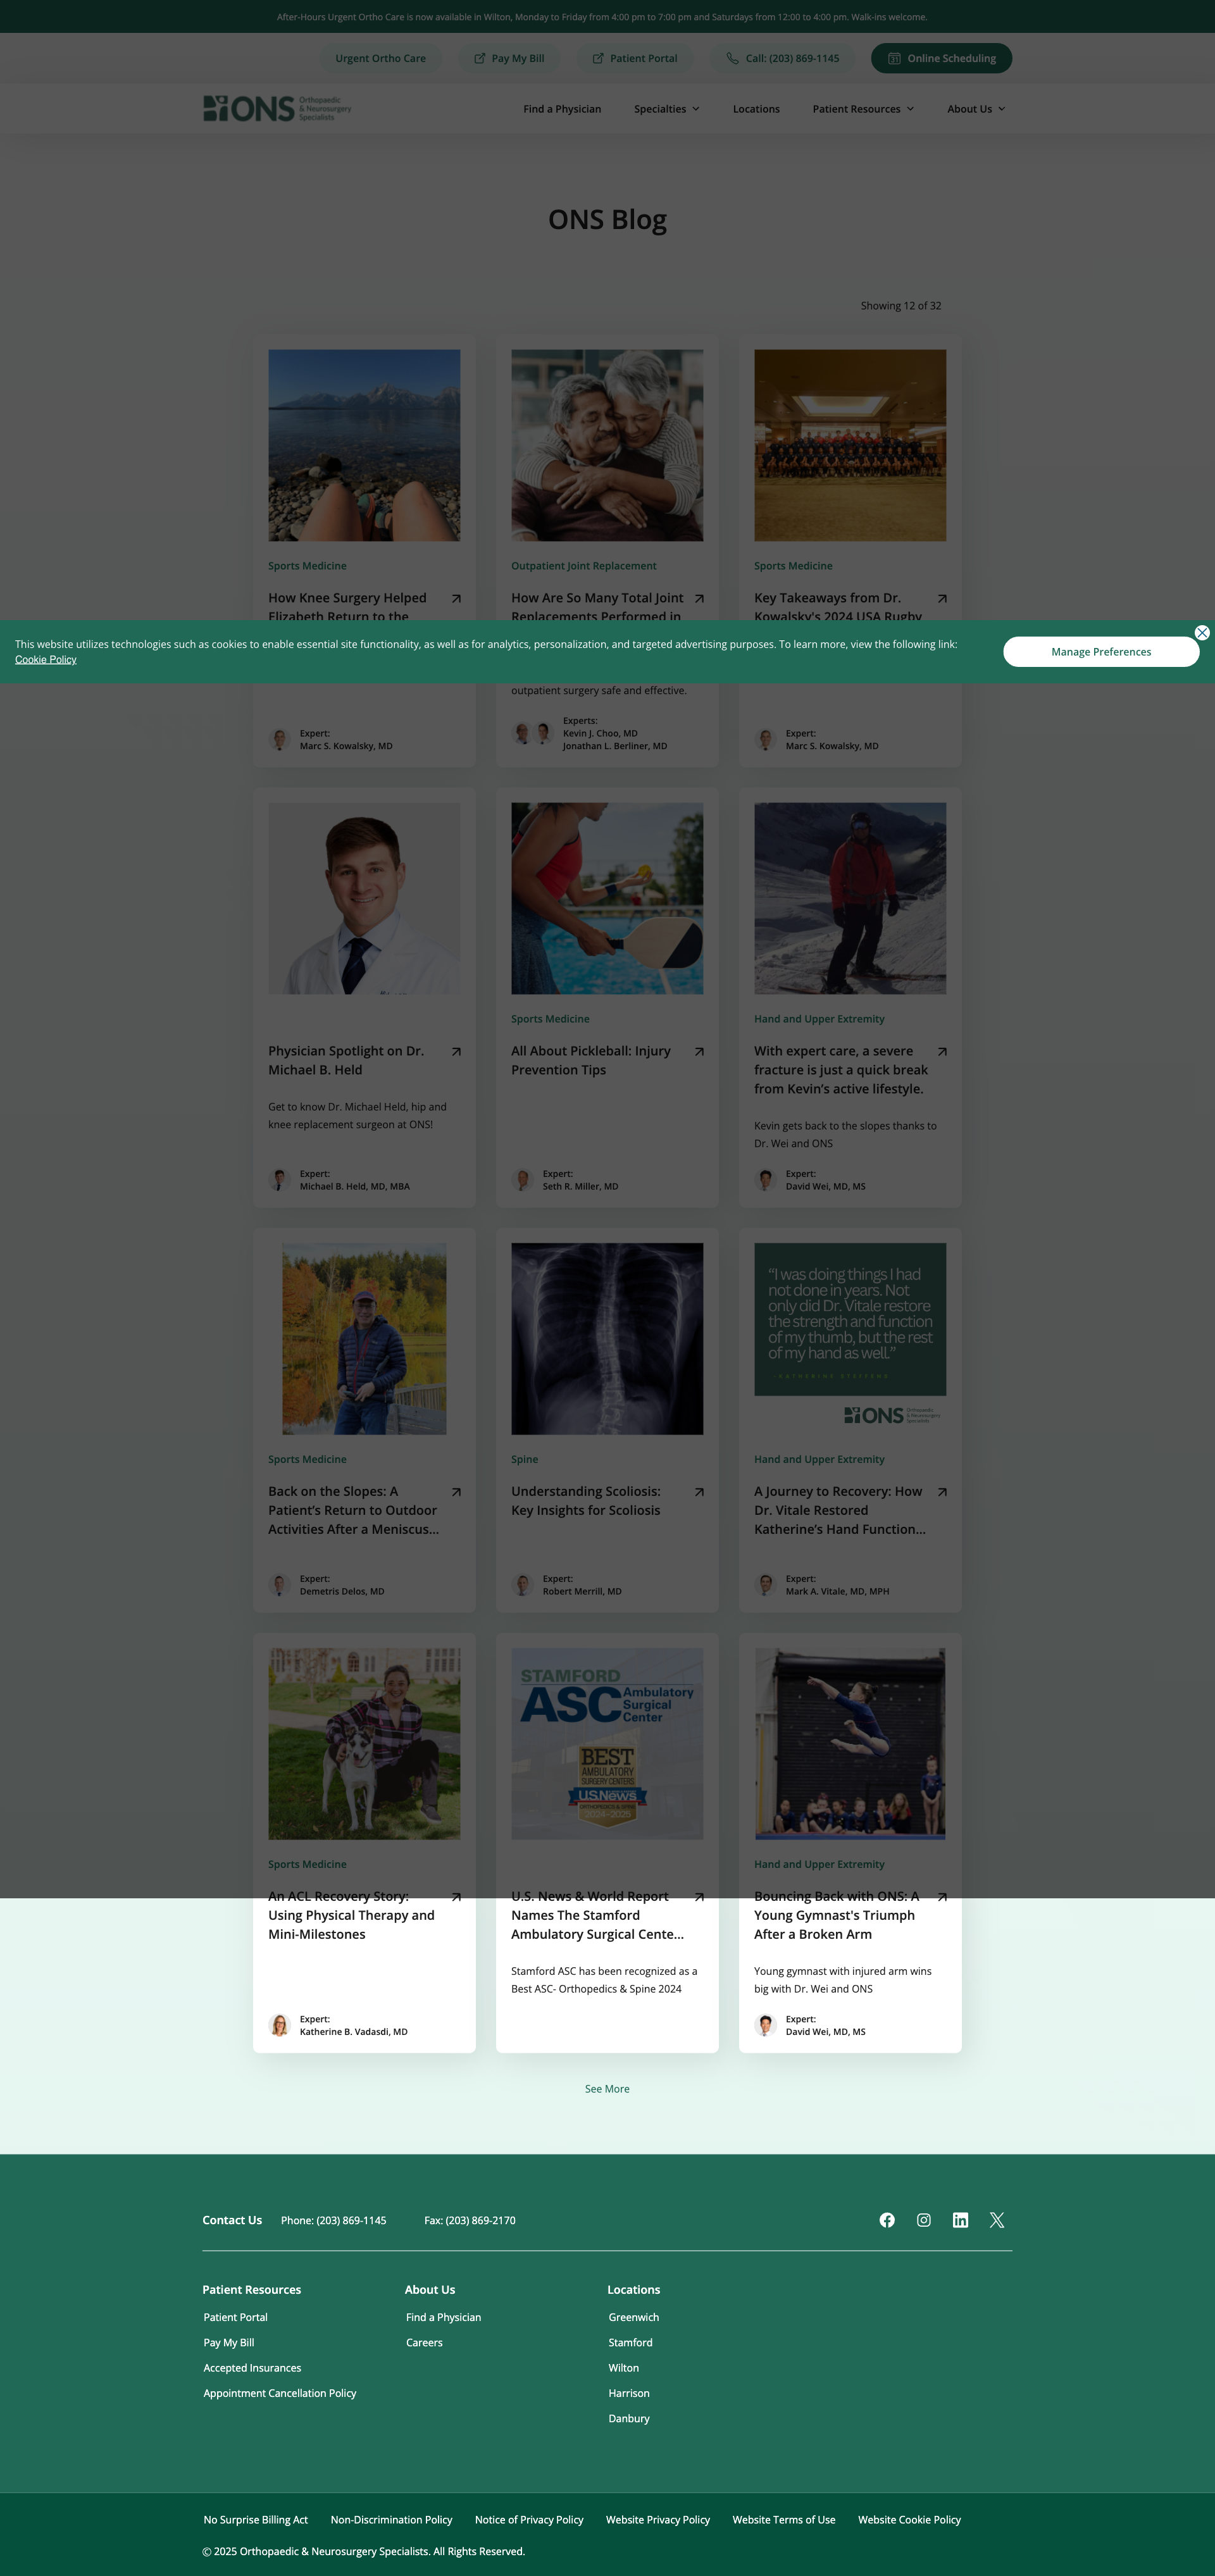 After-Hours Urgent Ortho Care is now available in Wilton, Monday to Friday from 4:00 pm to 7:00 pm and Saturdays from 12:00 to 4:00 pm. Walk-ins welcome.
Urgent Ortho Care
Pay My Bill
Patient Portal
Call: (203) 869-1145
Online Scheduling
ONS Orthopaedic
& Neurosurgery
Specialists
Find a Physician
Specialties
Locations
Patient Resources
About Us
ONS Blog
Showing 12 of 32
Sports Medicine
How Knee Surgery Helped
Elizabeth Return to the
Expert:
Marc S. Kowalsky, MD
Outpatient Joint Replacement
How Are So Many Total Joint
Replacements Performed in
outpatient surgery safe and effective.
Experts:
Kevin J. Choo, MD
Jonathan L. Berliner, MD
Sports Medicine
Key Takeaways from Dr.
Kowalsky's 2024 USA Rugby
Expert:
Marc S. Kowalsky, MD
This website utilizes technologies such as cookies to enable essential site functionality, as well as for analytics, personalization, and targeted advertising purposes. To learn more, view the following link:
Cookie Policy
Manage Preferences
Physician Spotlight on Dr.
Michael B. Held
Get to know Dr. Michael Held, hip and
knee replacement surgeon at ONS!
Expert:
Michael B. Held, MD, MBA
Sports Medicine
All About Pickleball: Injury
Prevention Tips
Expert:
Seth R. Miller, MD
Hand and Upper Extremity
With expert care, a severe
fracture is just a quick break
from Kevin’s active lifestyle.
Kevin gets back to the slopes thanks to
Dr. Wei and ONS
Expert:
David Wei, MD, MS
Sports Medicine
Back on the Slopes: A
Patient’s Return to Outdoor
Activities After a Meniscus...
Expert:
Demetris Delos, MD
Spine
Understanding Scoliosis:
Key Insights for Scoliosis
Expert:
Robert Merrill, MD
“I was doing things I had
not done in years. Not
only did Dr. Vitale restore
the strength and function
of my thumb, but the rest
of my hand as well.”
ONS Orthopaedic
& Neurosurgery
Specialists
Hand and Upper Extremity
A Journey to Recovery: How
Dr. Vitale Restored
Katherine’s Hand Function...
Expert:
Mark A. Vitale, MD, MPH
Sports Medicine
An ACL Recovery Story:
Using Physical Therapy and
Mini-Milestones
Expert:
Katherine B. Vadasdi, MD
STAMFORD
ASC Ambulatory
Surgical
Center
BEST
AMBULATORY
SURGERY CENTERS
U.S.News
ORTHOPEDICS & SPINE
2024-2025
U.S. News & World Report
Names The Stamford
Ambulatory Surgical Cente...
Stamford ASC has been recognized as a
Best ASC- Orthopedics & Spine 2024
Hand and Upper Extremity
Bouncing Back with ONS: A
Young Gymnast's Triumph
After a Broken Arm
Young gymnast with injured arm wins
big with Dr. Wei and ONS
Expert:
David Wei, MD, MS
See More
Contact Us
Phone: (203) 869-1145
Fax: (203) 869-2170
Patient Resources
Patient Portal
Pay My Bill
Accepted Insurances
Appointment Cancellation Policy
About Us
Find a Physician
Careers
Locations
Greenwich
Stamford
Wilton
Harrison
Danbury
No Surprise Billing Act
Non-Discrimination Policy
Notice of Privacy Policy
Website Privacy Policy
Website Terms of Use
Website Cookie Policy
© 2025 Orthopaedic & Neurosurgery Specialists. All Rights Reserved.